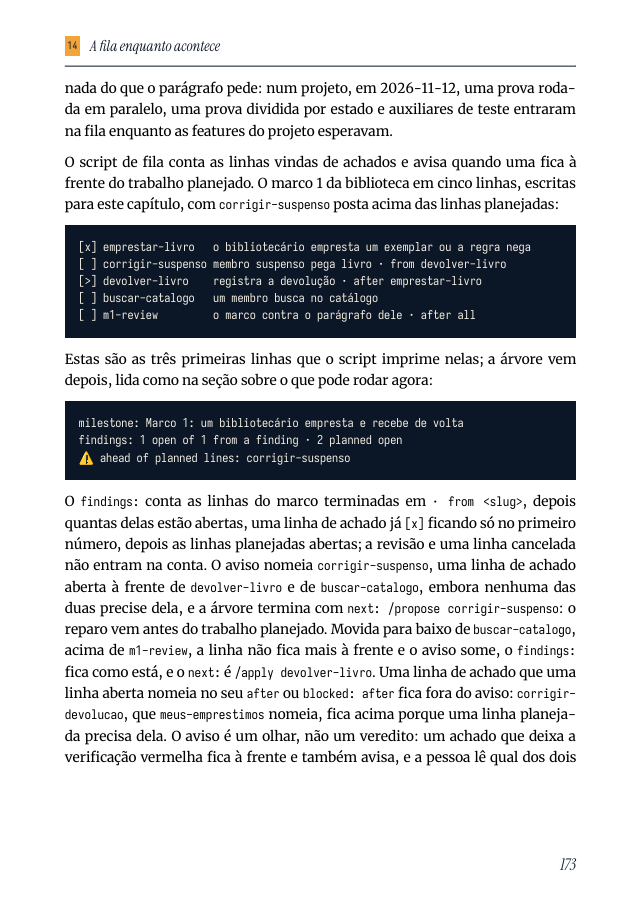 14 A fila enquanto acontece
nada do que o parágrafo pede: num projeto, em 2026-11-12, uma prova roda-
da em paralelo, uma prova dividida por estado e auxiliares de teste entraram
na fila enquanto as features do projeto esperavam.
O script de fila conta as linhas vindas de achados e avisa quando uma fica à
frente do trabalho planejado. O marco 1 da biblioteca em cinco linhas, escritas
para este capítulo, com corrigir-suspenso posta acima das linhas planejadas:
[x] emprestar-livro o bibliotecário empresta um exemplar ou a regra nega
[ ] corrigir-suspenso membro suspenso pega livro · from devolver-livro
[>] devolver-livro registra a devolução · after emprestar-livro
[ ] buscar-catalogo um membro busca no catálogo
[ ] m1-review o marco contra o parágrafo dele · after all
Estas são as três primeiras linhas que o script imprime nelas; a árvore vem
depois, lida como na seção sobre o que pode rodar agora:
milestone: Marco 1: um bibliotecário empresta e recebe de volta
findings: 1 open of 1 from a finding · 2 planned open
⚠️ ahead of planned lines: corrigir-suspenso
O findings: conta as linhas do marco terminadas em · from <slug>, depois
quantas delas estão abertas, uma linha de achado já [x] ficando só no primeiro
número, depois as linhas planejadas abertas; a revisão e uma linha cancelada
não entram na conta. O aviso nomeia corrigir-suspenso, uma linha de achado
aberta à frente de devolver-livro e de buscar-catalogo, embora nenhuma das
duas precise dela, e a árvore termina com next: /propose corrigir-suspenso: o
reparo vem antes do trabalho planejado. Movida para baixo de buscar-catalogo,
acima de m1-review, a linha não fica mais à frente e o aviso some, o findings:
fica como está, e o next: é /apply devolver-livro. Uma linha de achado que uma
linha aberta nomeia no seu after ou blocked: after fica fora do aviso: corrigir-
devolucao, que meus-emprestimos nomeia, fica acima porque uma linha planeja-
da precisa dela. O aviso é um olhar, não um veredito: um achado que deixa a
verificação vermelha fica à frente e também avisa, e a pessoa lê qual dos dois
173